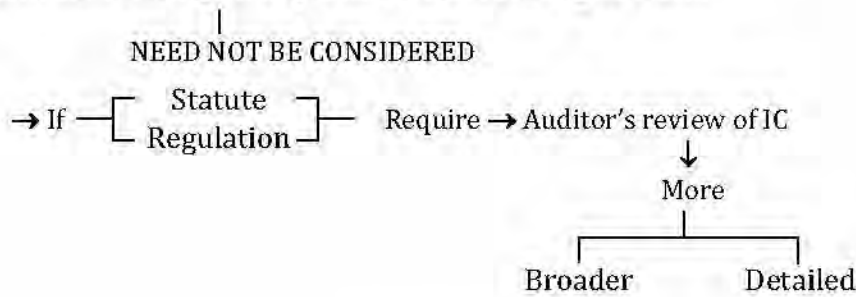 NEED NOT BE CONSIDERED
→ If Statute Regulation Require → Auditor's review of IC
↓
More
Broader Detailed